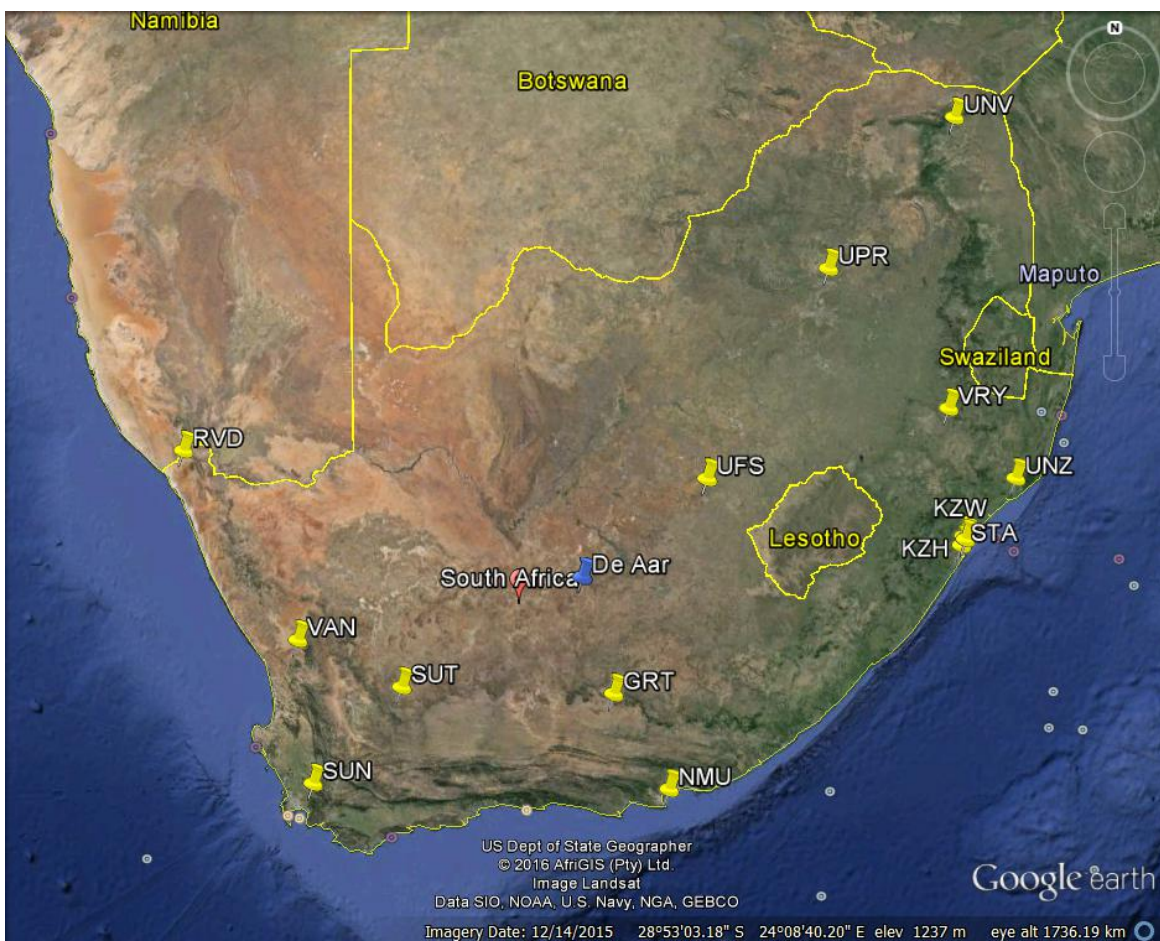 Namibia
N
Botswana
UNV
UPR
Maputo
Swaziland
VRY
RVD
UFS
UNZ
KZW
Lesotho
STA
KZH
De Aar
South Africa
VAN
SUT
GRT
SUN
NMU
US Dept of State Geographer
© 2016 AfriGIS (Pty) Ltd.
Image Landsat
Data SIO, NOAA, U.S. Navy, NGA, GEBCO
Google earth
Imagery Date: 12/14/2015 28°53'03.18" S 24°08'40.20" E elev 1237 m eye alt 1736.19 km